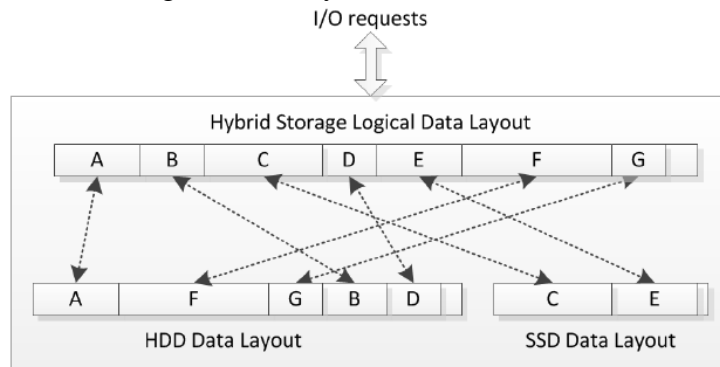 I/O requests
Hybrid Storage Logical Data Layout
A B C D E F G
A F G B D C E
HDD Data Layout SSD Data Layout